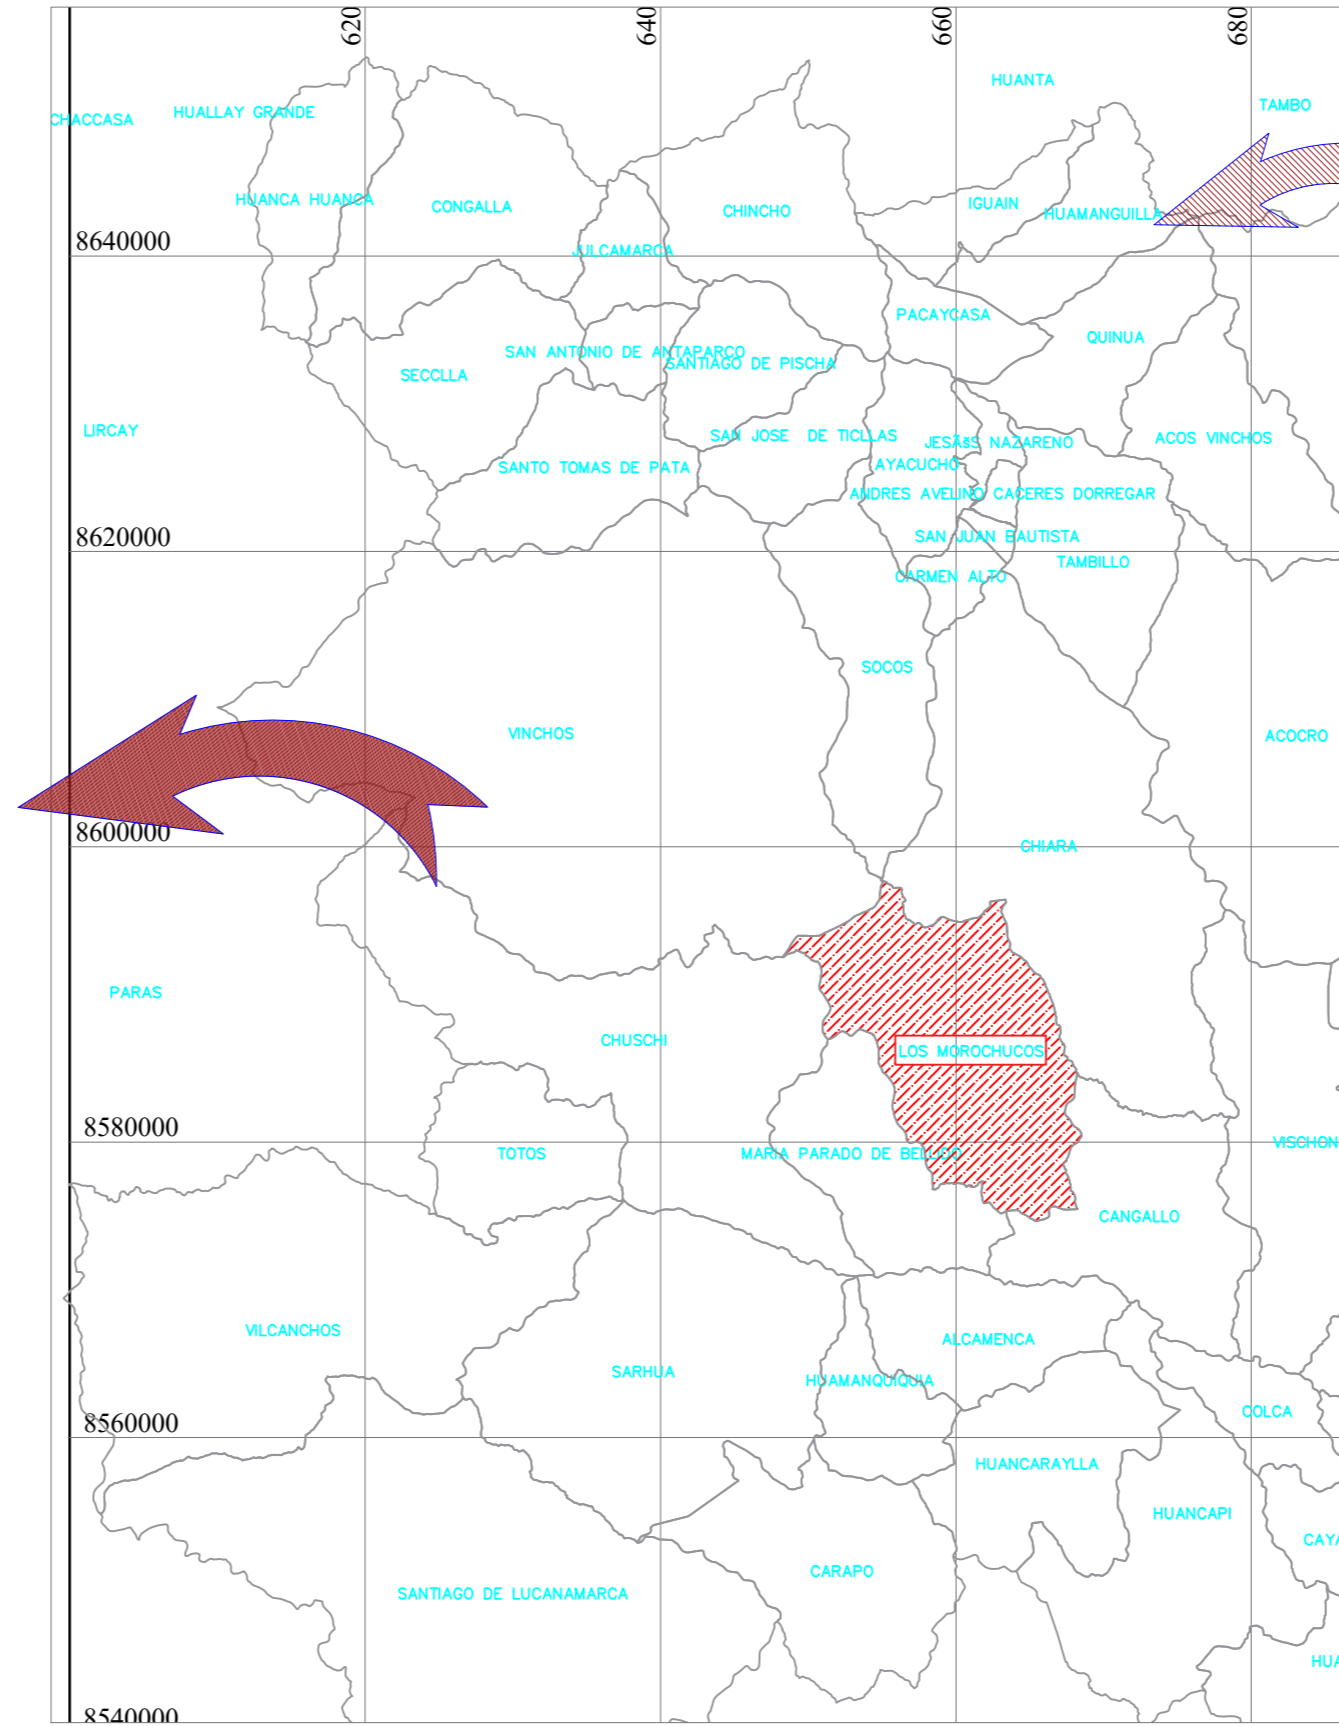 620
640
660
680
HUANTA
TAMBO
HUALLAY GRANDE
CHACCASA
HUANCA HUANCA
CONGALLA
CHINCHO
IGUAIN
HUAMANGUILLA
8640000
JULCAMARCA
PACAYCASA
QUINUA
SAN ANTONIO DE ANTAPARCO
SANTIAGO DE PISCHA
SECCLLA
LIRCAY
SAN JOSE DE TICLLAS
JESÃšS NAZARENO
ACOS VINCHOS
SANTO TOMAS DE PATA
AYACUCHO
ANDRES AVELINO CACERES DORREGAR
8620000
SAN JUAN BAUTISTA
TAMBILLO
CARMEN ALTO
SOCOS
VINCHOS
ACOCRO
8600000
CHIARA
PARAS
CHUSCHI
LOS MOROCHUCOS
8580000
TOTOS
MARIA PARADO DE BELLIDO
VISCHON
CANGALLO
VILCANCHOS
ALCAMENCA
SARHUA
HUAMANQUIQUIA
COLCA
8560000
HUANCARAYLLA
HUANCAPI
CAYA
CARAPO
SANTIAGO DE LUCANAMARCA
HUA
8540000